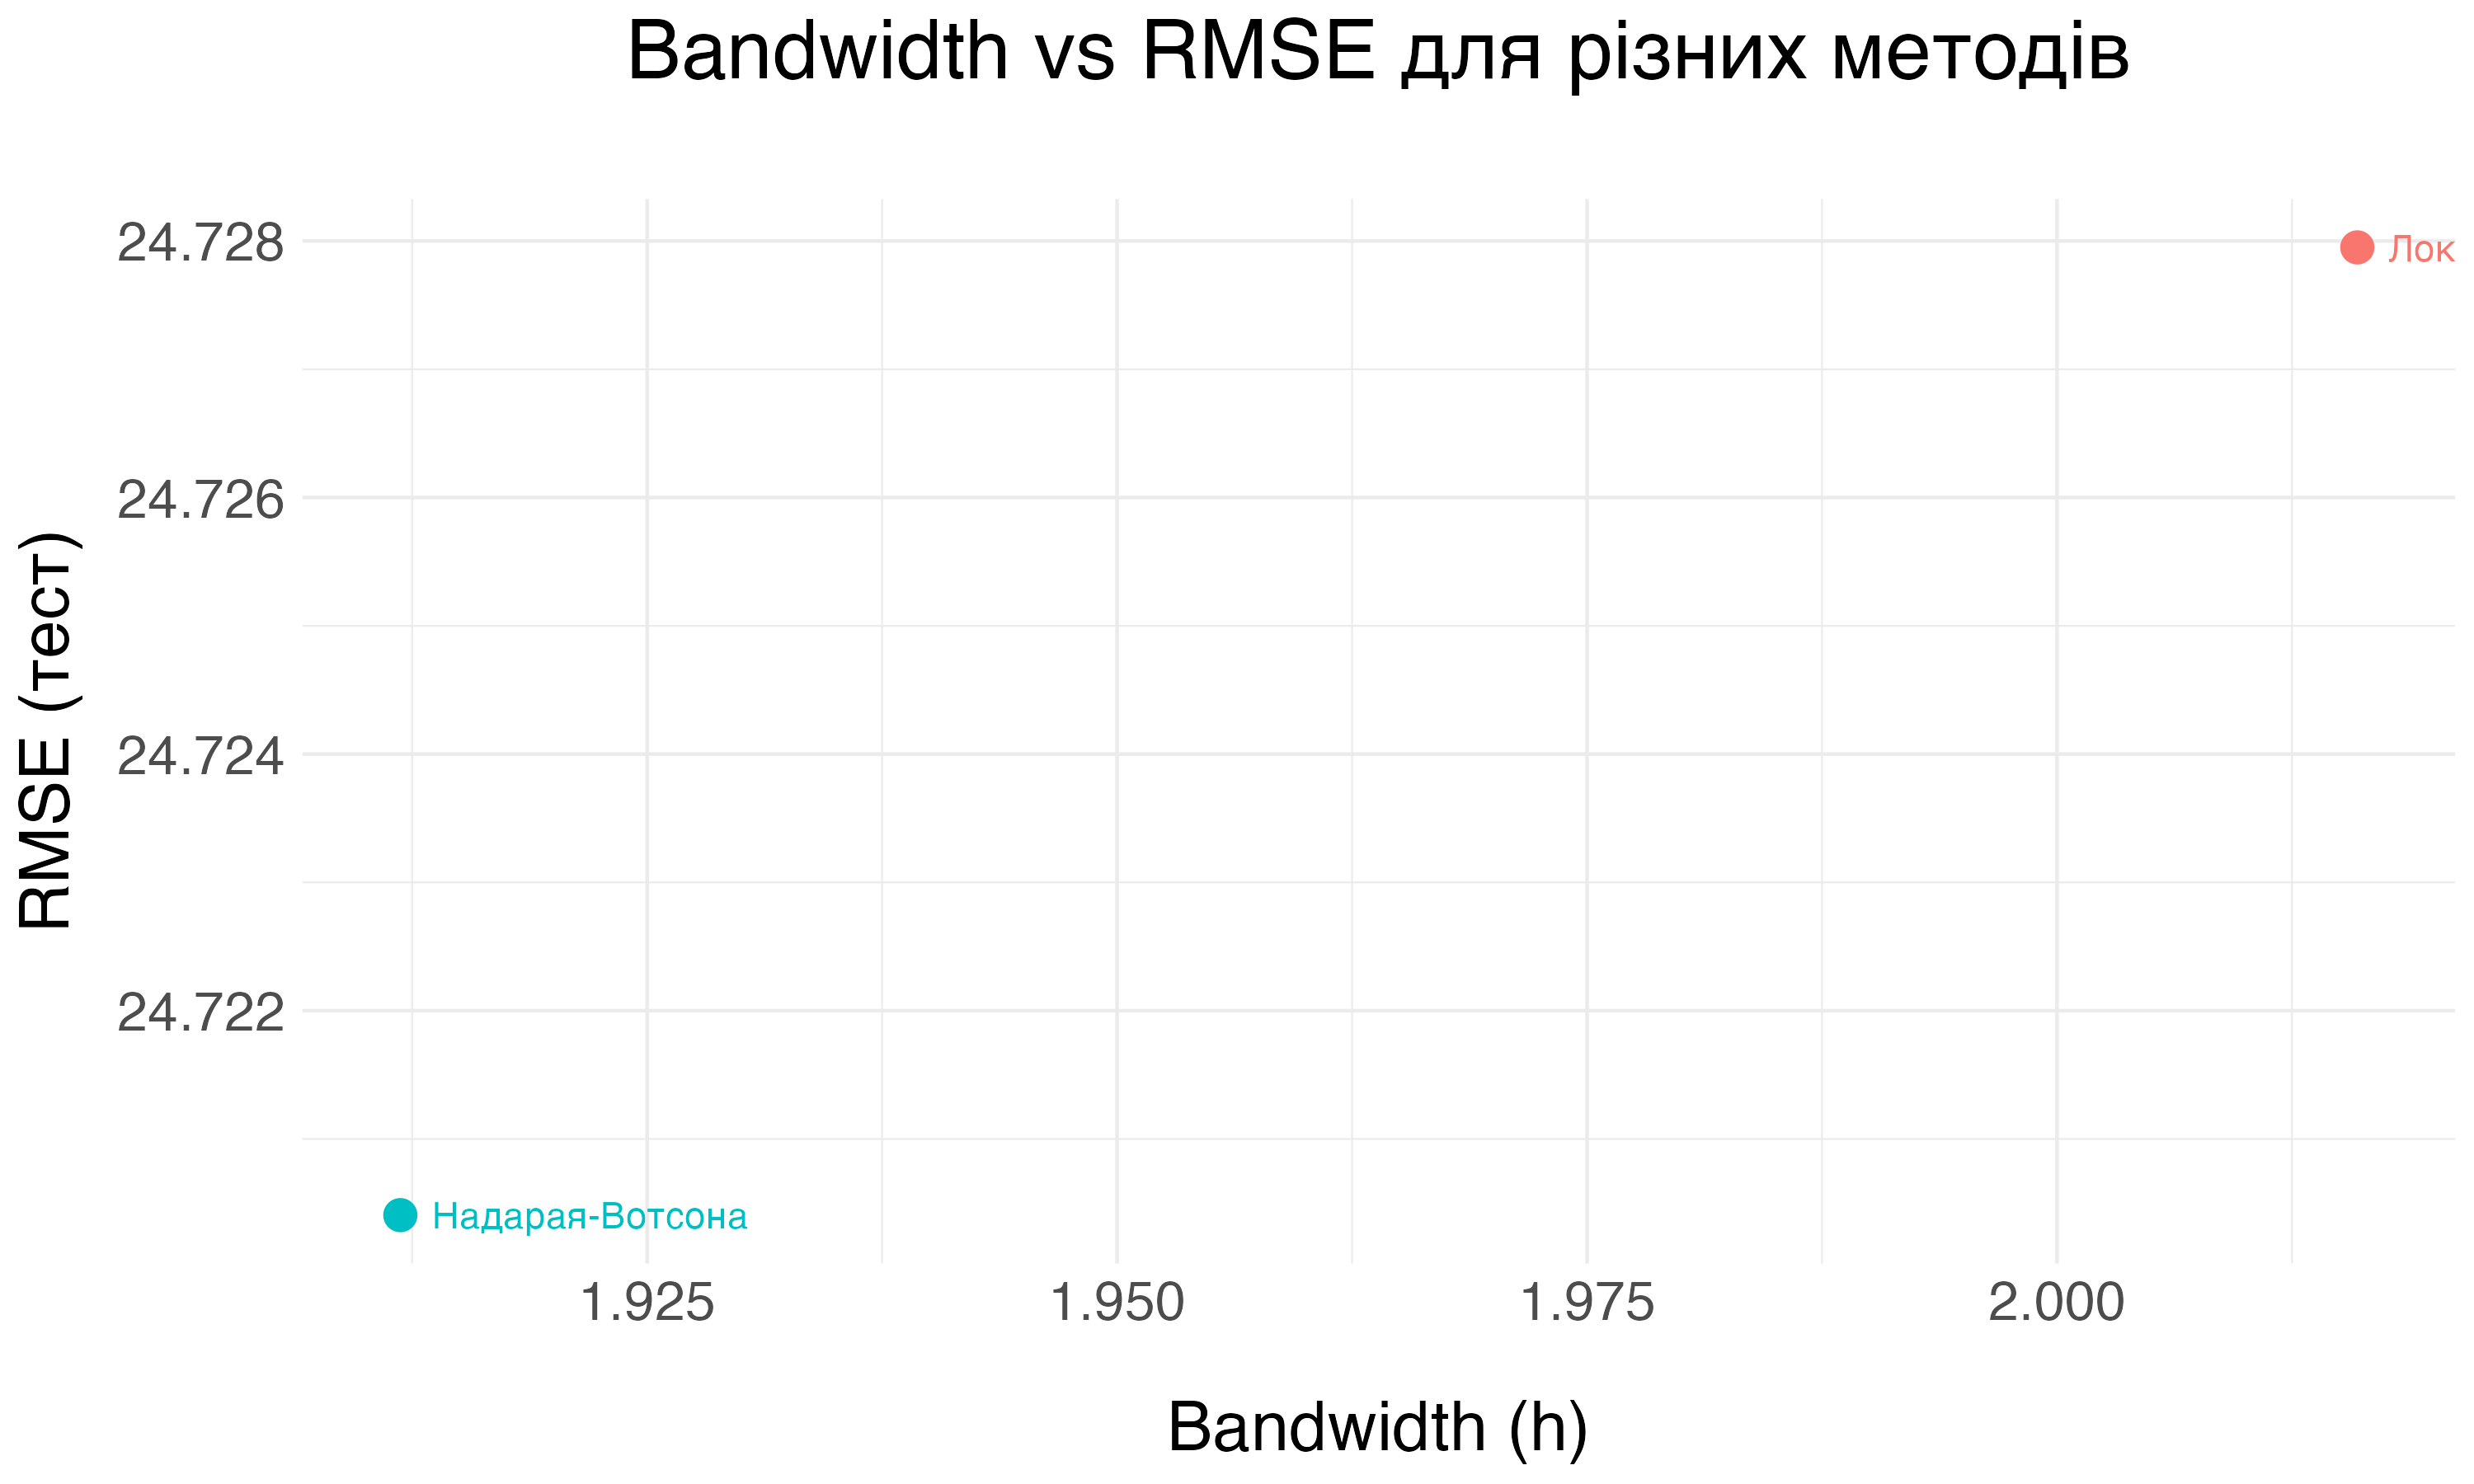 Bandwidth vs RMSE для різних методів
RMSE (тест)
24.728
24.726
24.724
24.722
Лок
Надарая-Вотсона
1.925
1.950
1.975
2.000
Bandwidth (h)